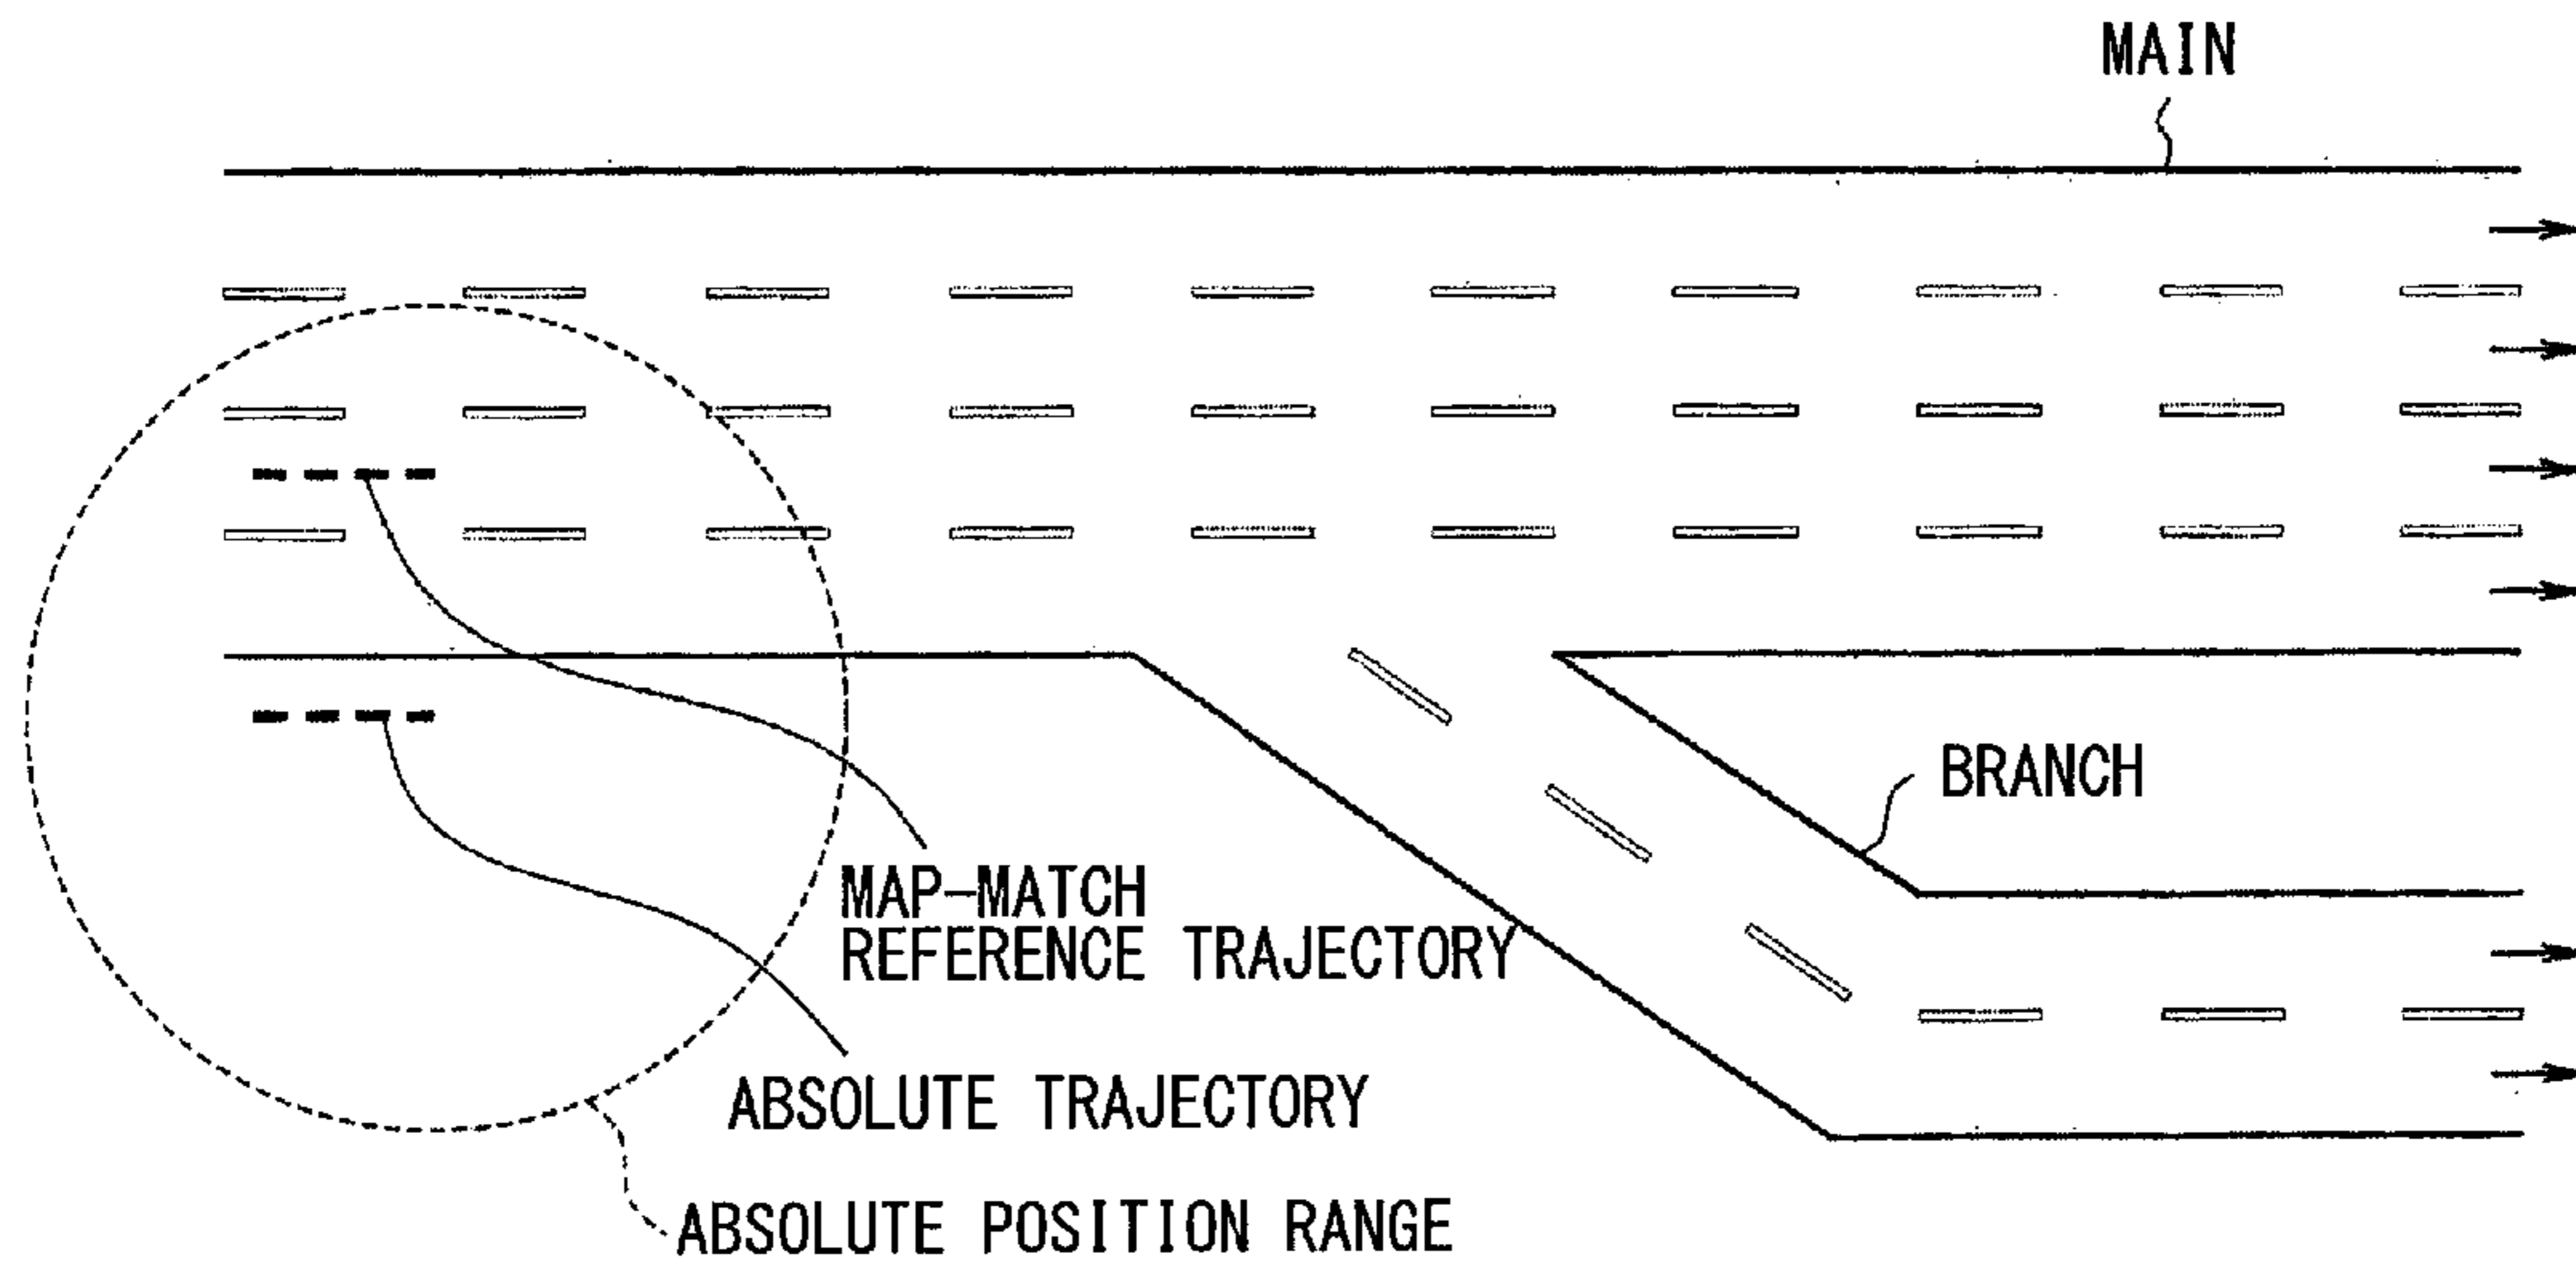 MAIN
BRANCH
MAP-MATCH
REFERENCE TRAJECTORY
ABSOLUTE TRAJECTORY
ABSOLUTE POSITION RANGE